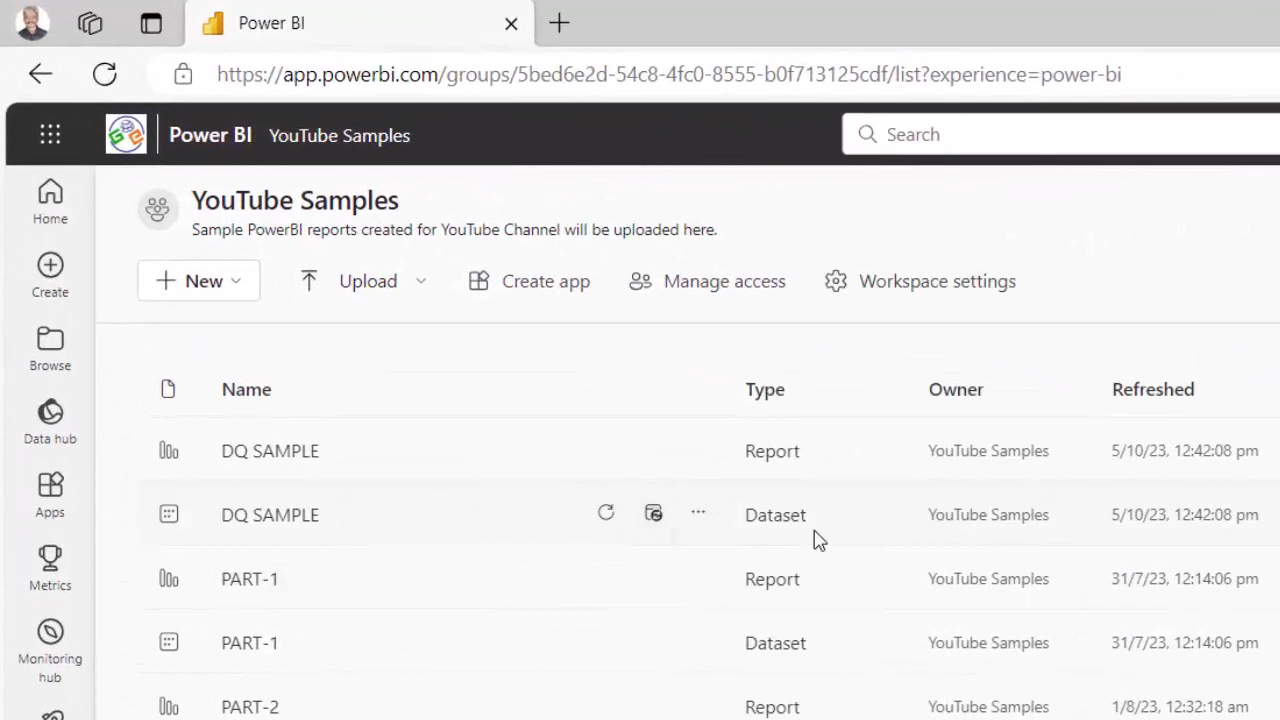 Power BI
https://app.powerbi.com/groups/5bed6e2d-54c8-4fc0-8555-b0f713125cdf/list?experience=power-bi
Power BI YouTube Samples Search
Home
Create
Browse
Data hub
Apps
Metrics
Monitoring
hub
YouTube Samples
Sample PowerBI reports created for YouTube Channel will be uploaded here.
New Upload Create app Manage access Workspace settings
Name Type Owner Refreshed
DQ SAMPLE Report YouTube Samples 5/10/23, 12:42:08 pm
DQ SAMPLE Dataset YouTube Samples 5/10/23, 12:42:08 pm
PART-1 Report YouTube Samples 31/7/23, 12:14:06 pm
PART-1 Dataset YouTube Samples 31/7/23, 12:14:06 pm
PART-2 Report YouTube Samples 1/8/23, 12:32:18 am